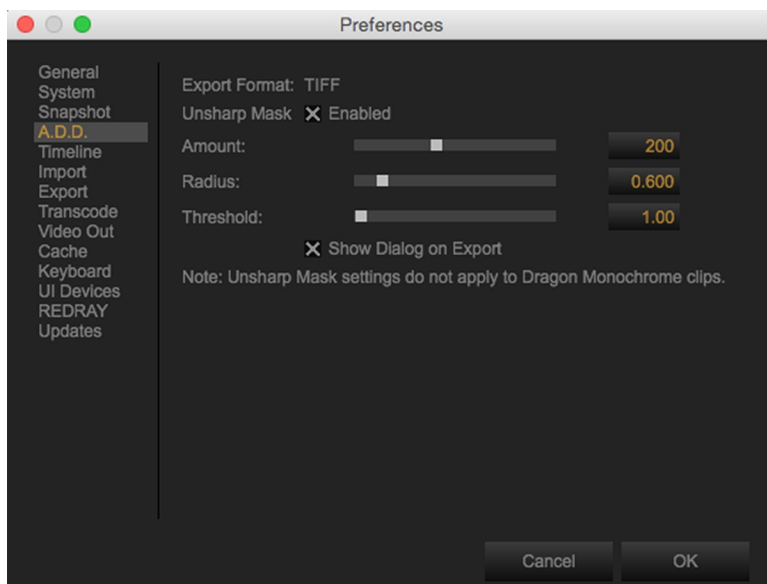 Preferences
General
System
Snapshot
A.D.D.
Timeline
Import
Export
Transcode
Video Out
Cache
Keyboard
UI Devices
REDRAY
Updates
Export Format: TIFF
Unsharp Mask Enabled
Amount: 200
Radius: 0.600
Threshold: 1.00
Show Dialog on Export
Note: Unsharp Mask settings do not apply to Dragon Monochrome clips.
Cancel OK